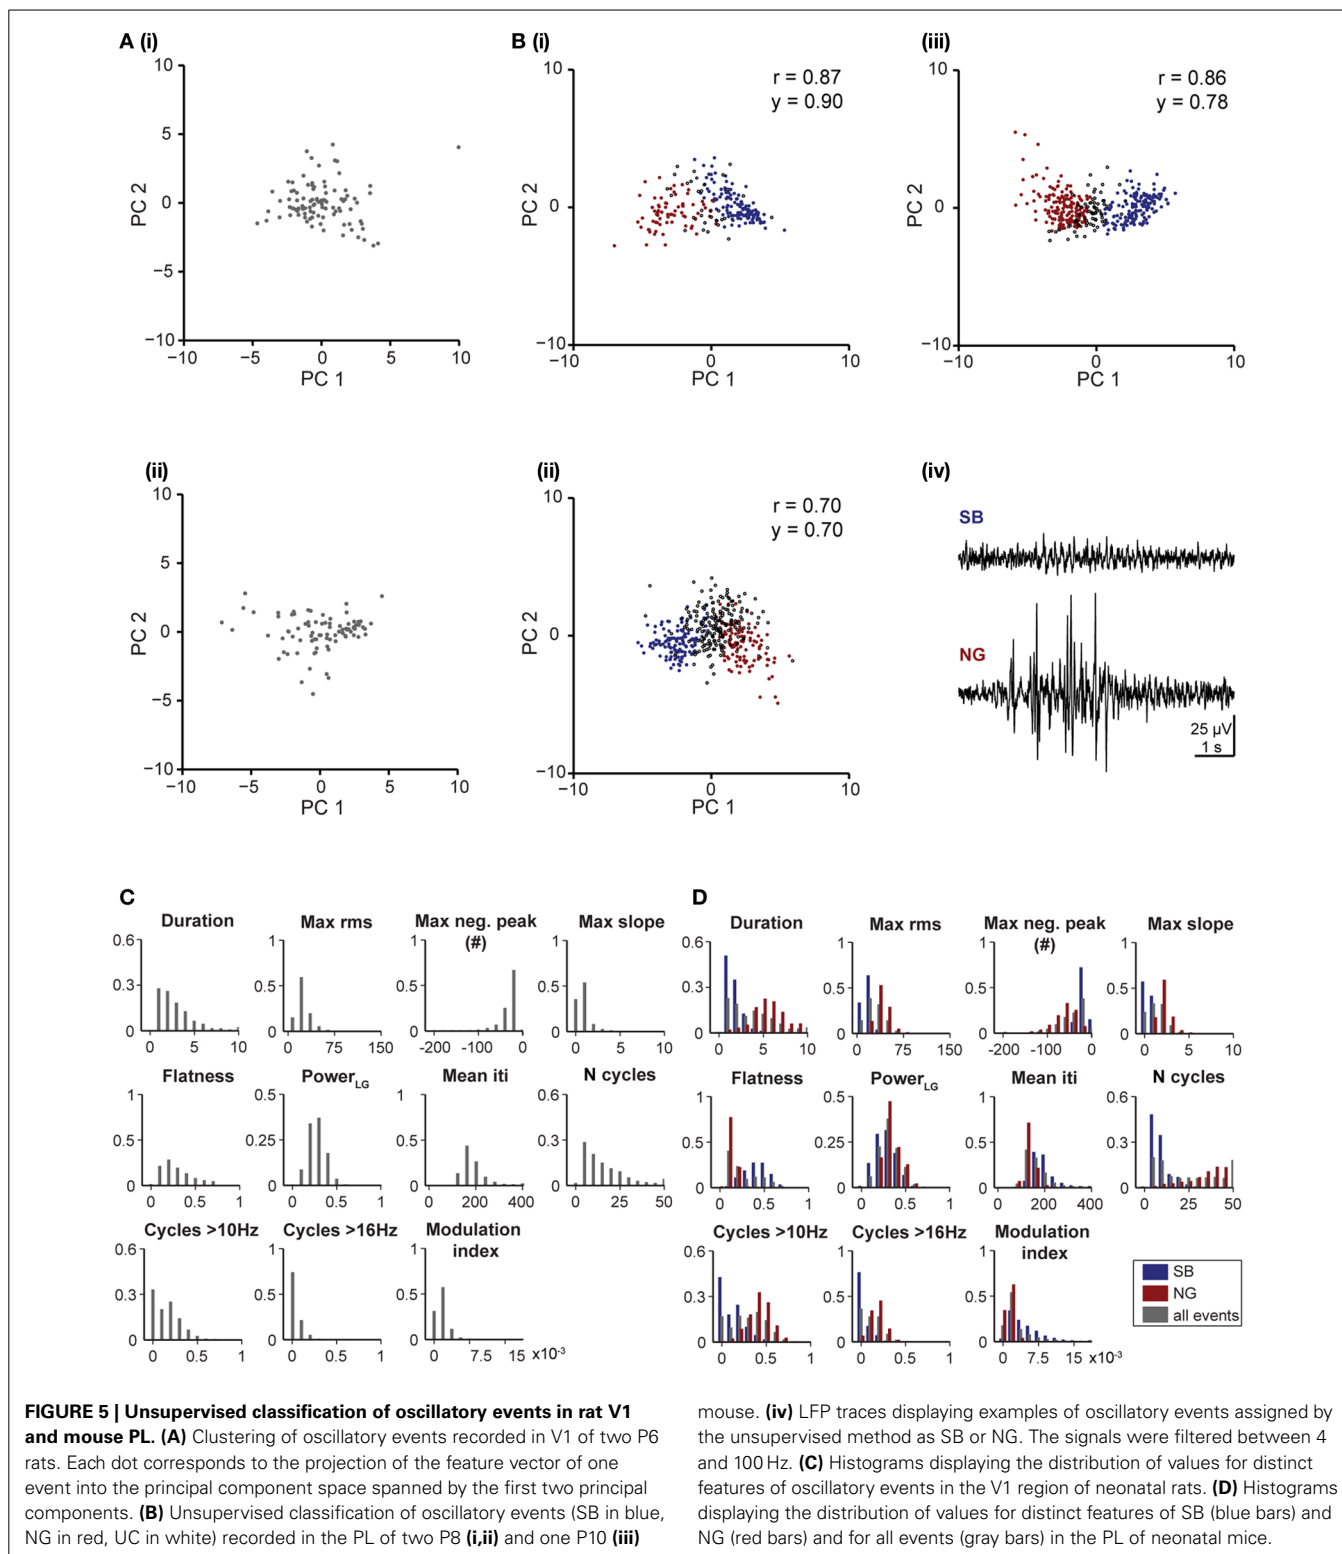 A (i)
10
5
0
−5
−10
−10
−5
0
5
10
PC 2
PC 1
B (i)
r = 0.87
y = 0.90
10
0
−10
−10
0
10
PC 2
PC 1
(iii)
r = 0.86
y = 0.78
10
0
−10
−10
0
10
PC 2
PC 1
(ii)
10
5
0
−5
−10
−10
−5
0
5
10
PC 2
PC 1
(ii)
r = 0.70
y = 0.70
10
0
−10
−10
0
10
PC 2
PC 1
(iv)
SB
NG
25 µV
1 s
C
Duration
0.6
0.3
0
0 5 10
Max rms
1
0.5
0
0 75 150
Max neg. peak
(#)
1
0.5
0
-200 -100 0
Max slope
1
0.5
0
0 5 10
Flatness
1
0.5
0
0 0.5 1
PowerLG
0.5
0.25
0
0 0.5 1
Mean iti
1
0.5
0
0 200 400
N cycles
0.6
0.3
0
0 25 50
Cycles >10Hz
0.6
0.3
0
0 0.5 1
Cycles >16Hz
1
0.5
0
0 0.5 1
Modulation
index
1
0.5
0
0 7.5 15 x10-3
D
Duration
0.6
0.3
0
0 5 10
Max rms
1
0.5
0
0 75 150
Max neg. peak
(#)
1
0.5
0
-200 -100 0
Max slope
1
0.5
0
0 5 10
Flatness
1
0.5
0
0 0.5 1
PowerLG
0.5
0.25
0
0 0.5 1
Mean iti
1
0.5
0
0 200 400
N cycles
0.6
0.3
0
0 25 50
Cycles >10Hz
0.6
0.3
0
0 0.5 1
Cycles >16Hz
1
0.5
0
0 0.5 1
Modulation
index
1
0.5
0
0 7.5 15 x10-3
SB
NG
all events
FIGURE 5 | Unsupervised classification of oscillatory events in rat V1
and mouse PL. (A) Clustering of oscillatory events recorded in V1 of two P6
rats. Each dot corresponds to the projection of the feature vector of one
event into the principal component space spanned by the first two principal
components. (B) Unsupervised classification of oscillatory events (SB in blue,
NG in red, UC in white) recorded in the PL of two P8 (i,ii) and one P10 (iii)
mouse. (iv) LFP traces displaying examples of oscillatory events assigned by
the unsupervised method as SB or NG. The signals were filtered between 4
and 100 Hz. (C) Histograms displaying the distribution of values for distinct
features of oscillatory events in the V1 region of neonatal rats. (D) Histograms
displaying the distribution of values for distinct features of SB (blue bars) and
NG (red bars) and for all events (gray bars) in the PL of neonatal mice.